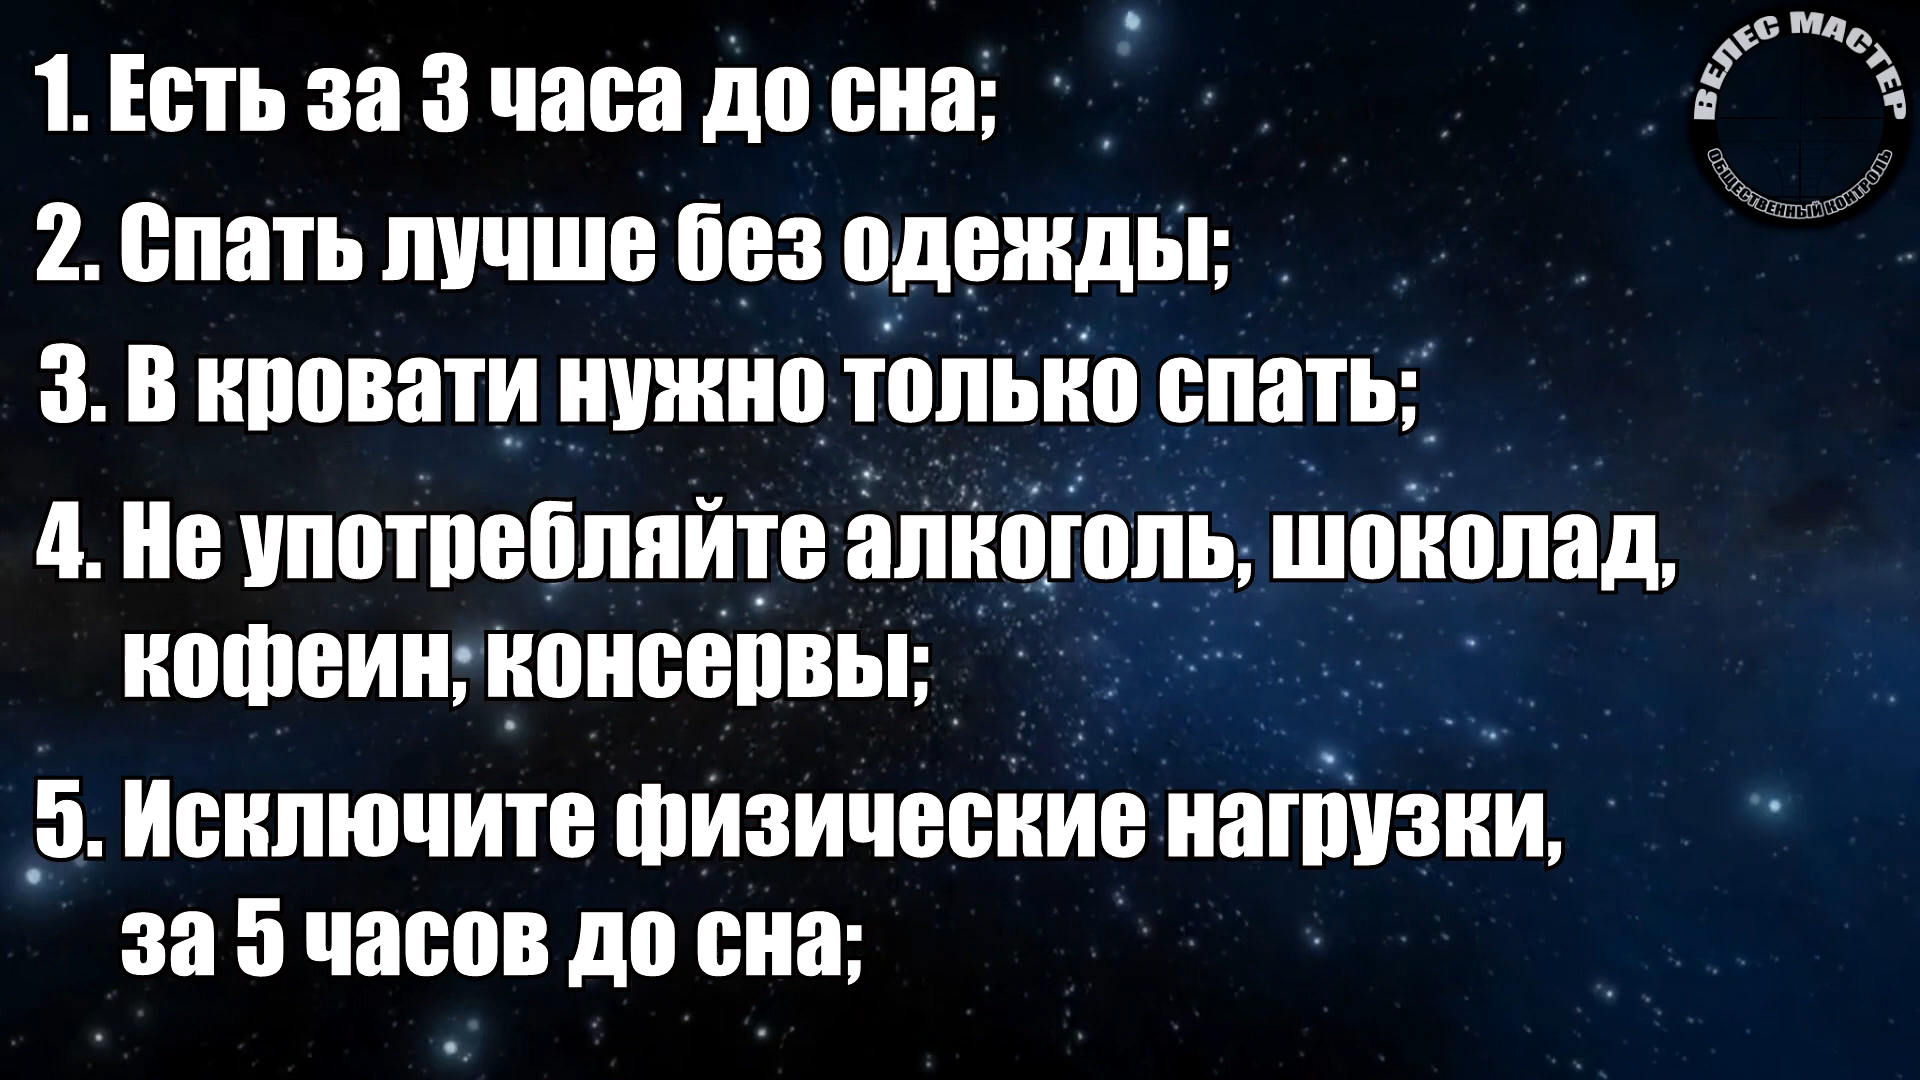 1. Есть за 3 часа до сна;
2. Спать лучше без одежды;
3. В кровати нужно только спать;
4. Не употребляйте алкоголь, шоколад,
кофеин, консервы;
5. Исключите физические нагрузки,
за 5 часов до сна;
ВЕЛЕС МАСТЕР
ОБЩЕСТВЕННЫЙ КОНТРОЛЬ